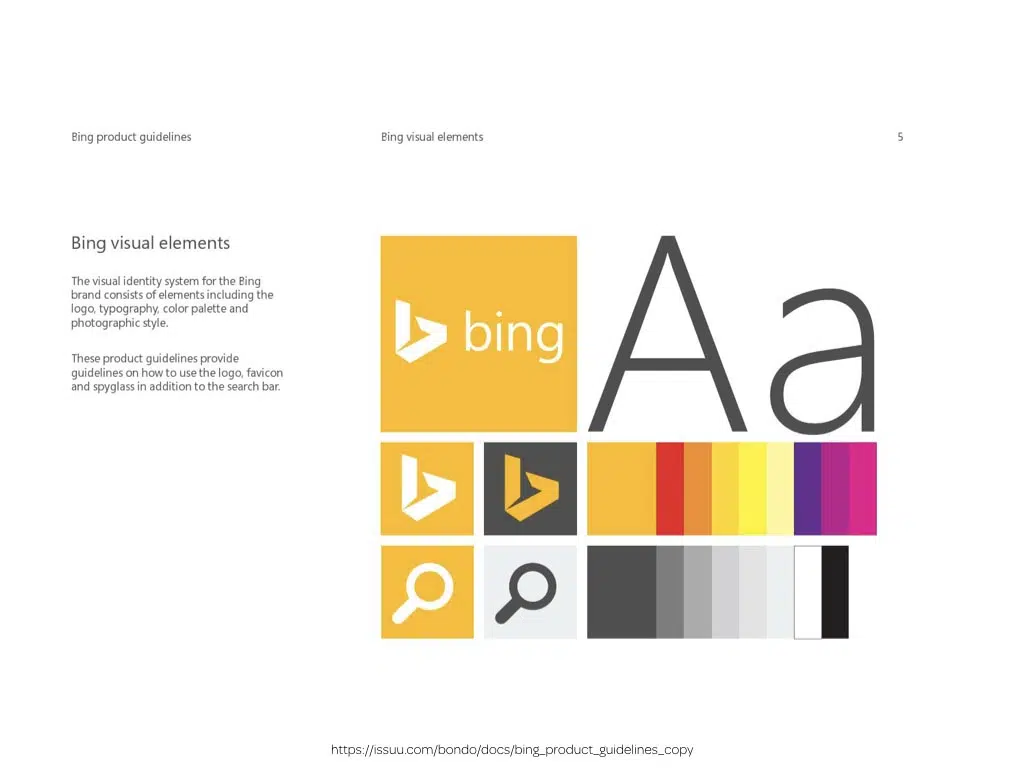 Bing product guidelines
Bing visual elements
5
Bing visual elements
The visual identity system for the Bing
brand consists of elements including the
logo, typography, color palette and
photographic style.
These product guidelines provide
guidelines on how to use the logo, favicon
and spyglass in addition to the search bar.
bing
Aa
https://issuu.com/bondo/docs/bing_product_guidelines_copy